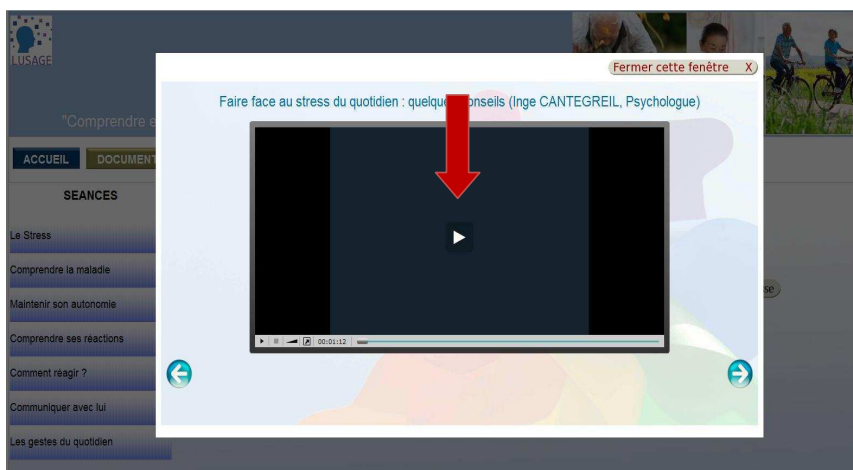 LUSAGE
Fermer cette fenêtre X
Faire face au stress du quotidien : quelque onseils (Inge CANTEGREIL, Psychologue)
"Comprendre e
ACCUEIL
DOCUMENT
SEANCES
Le Stress
Comprendre la maladie
Maintenir son autonomie
Comprendre ses réactions
Comment réagir ?
Communiquer avec lui
Les gestes du quotidien
00:01:12